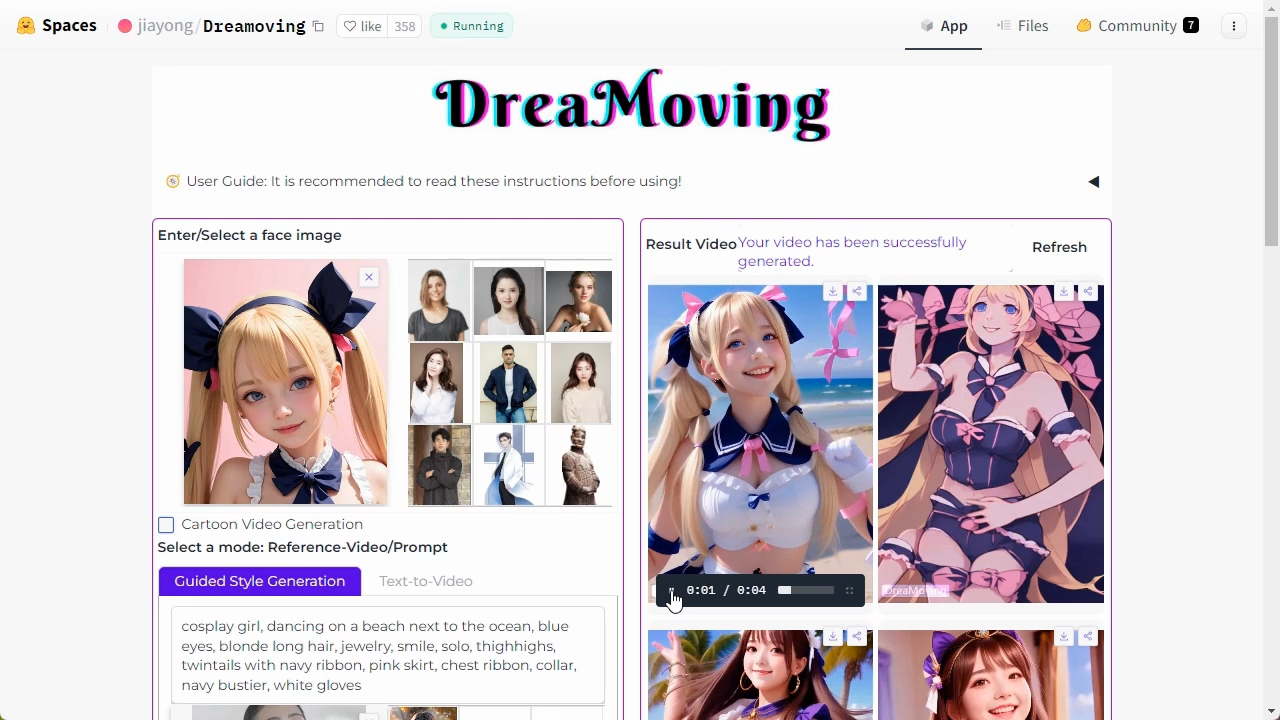 Spaces
jiayong/Dreamoving
like 358
Running
App
Files
Community 7
DreaMoving
User Guide: It is recommended to read these instructions before using!
Enter/Select a face image
Cartoon Video Generation
Select a mode: Reference-Video/Prompt
Guided Style Generation
Text-to-Video
cosplay girl, dancing on a beach next to the ocean, blue
eyes, blonde long hair, jewelry, smile, solo, thighhighs,
twintails with navy ribbon, pink skirt, chest ribbon, collar,
navy bustier, white gloves
Result Video
Your video has been successfully
generated.
Refresh
0:01 / 0:04
DreaMoving